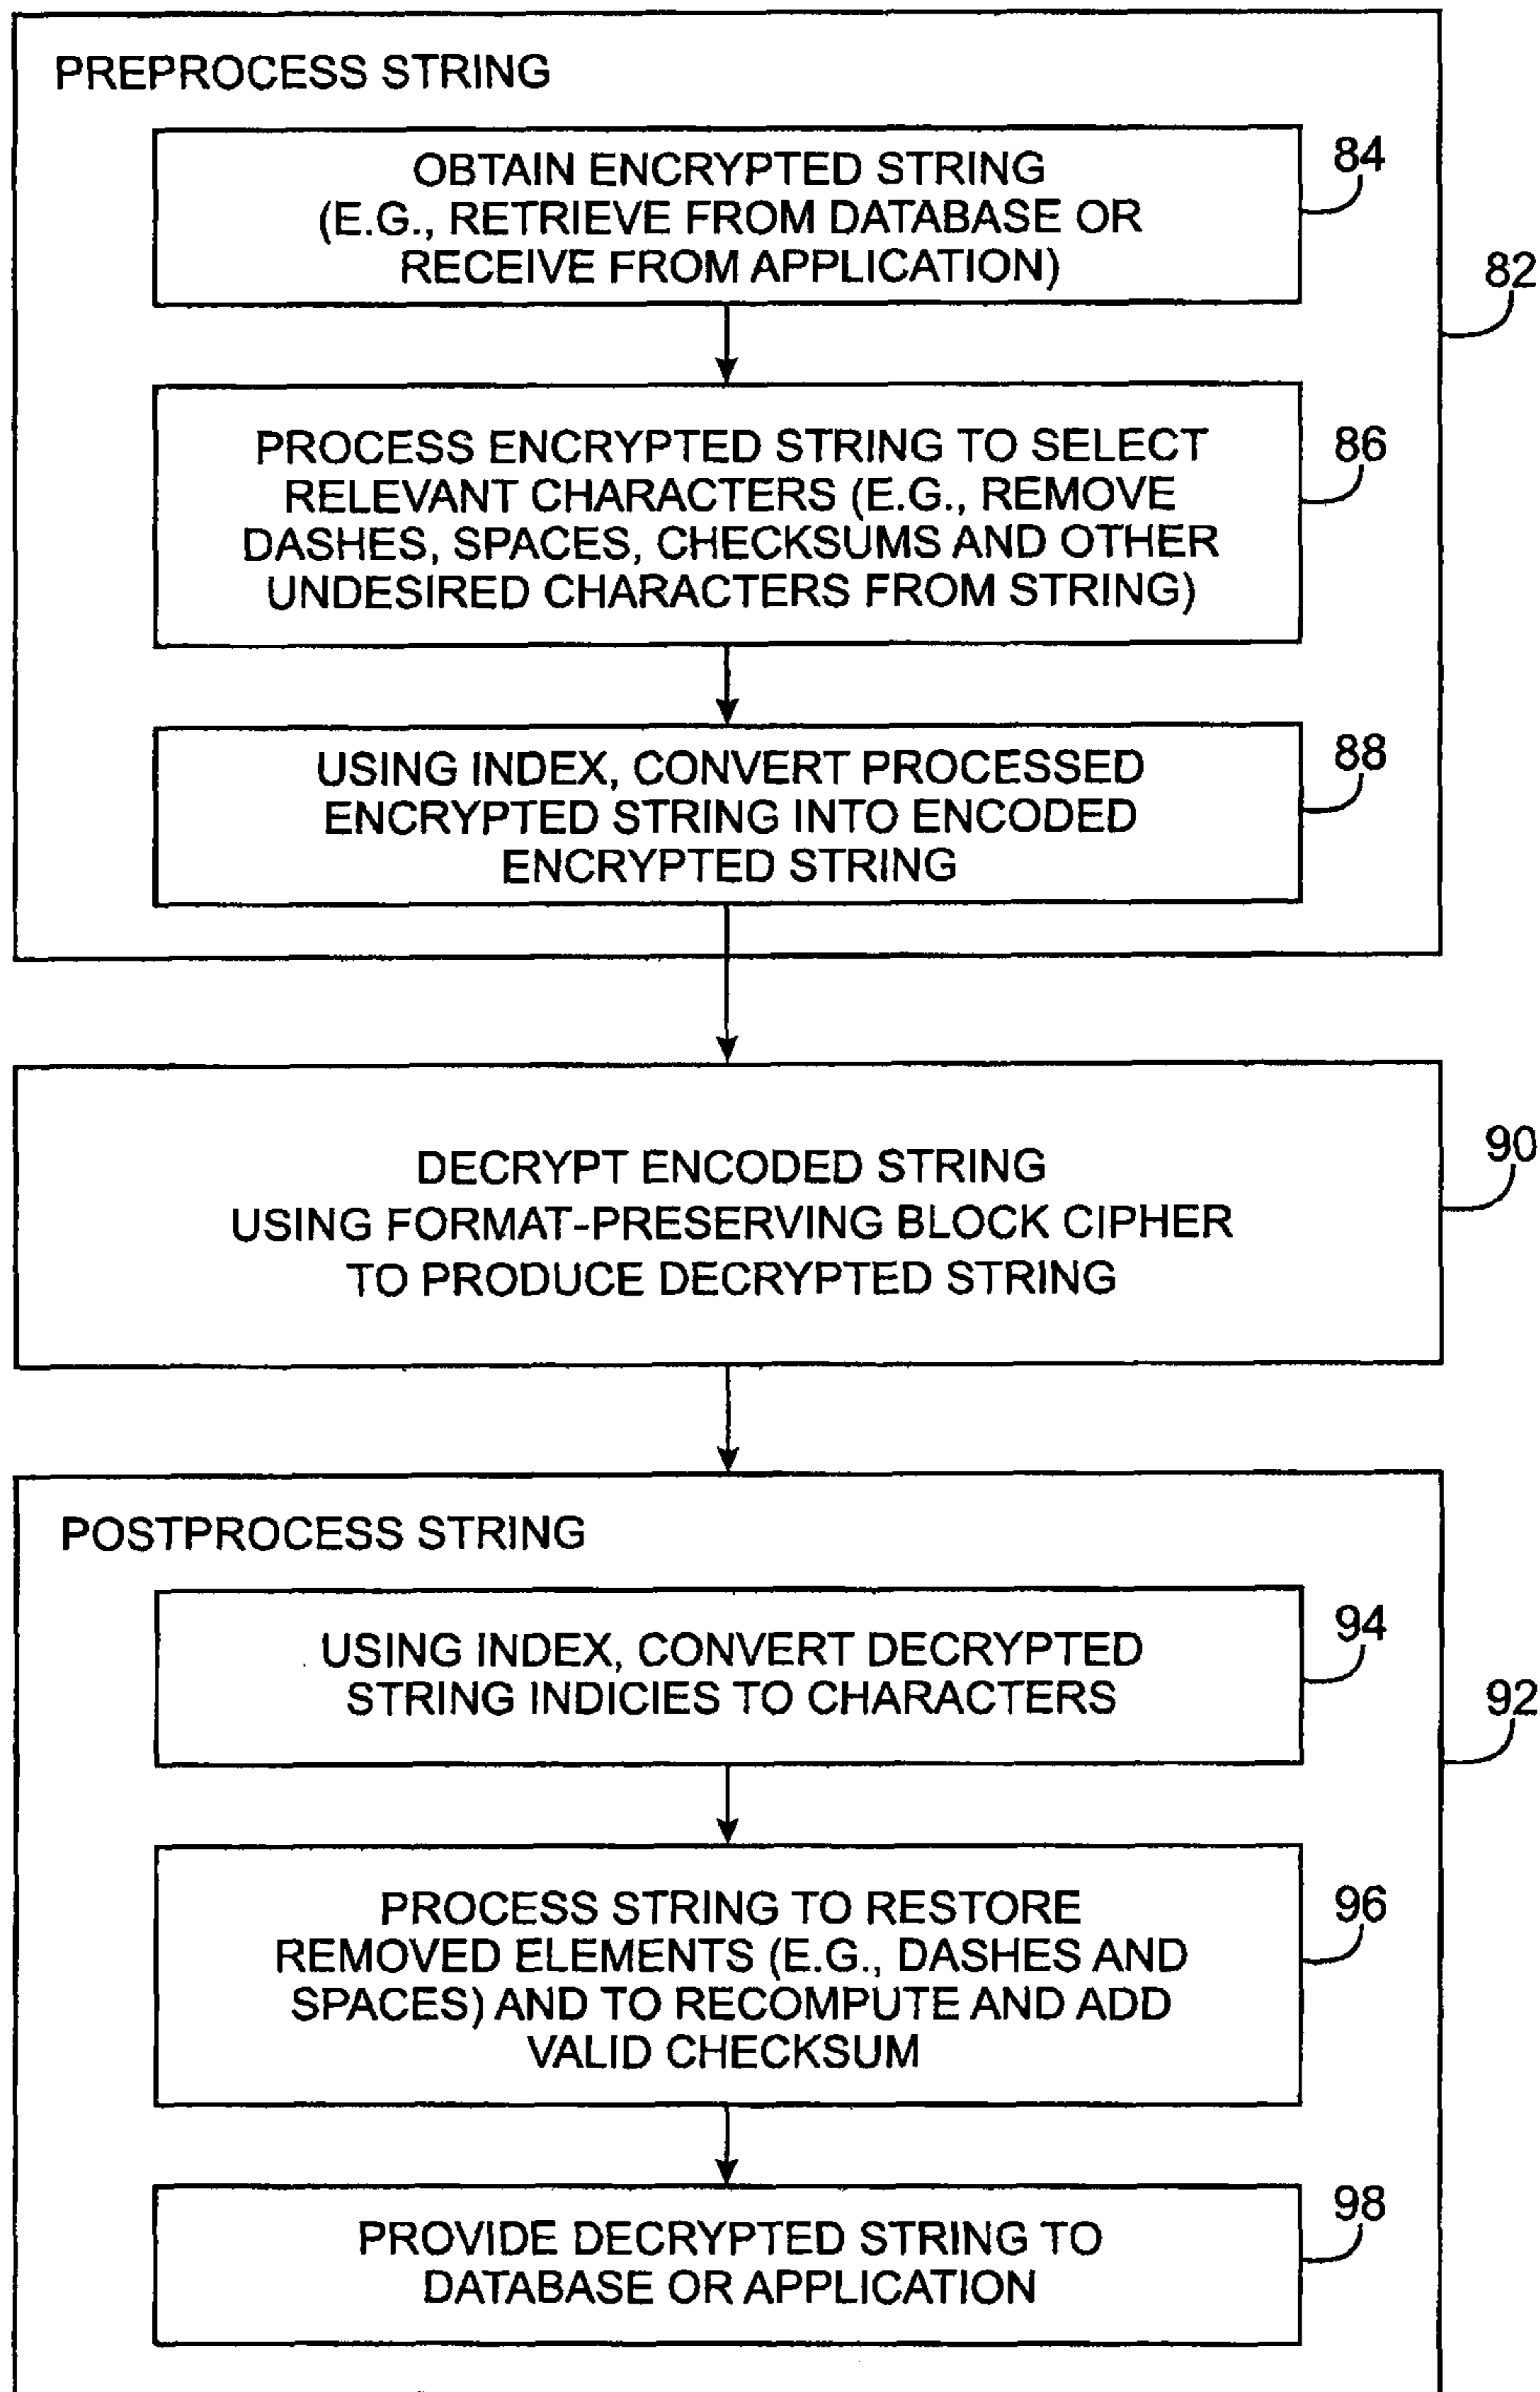 PREPROCESS STRING
OBTAIN ENCRYPTED STRING
(E.G., RETRIEVE FROM DATABASE OR
RECEIVE FROM APPLICATION)
84
82
PROCESS ENCRYPTED STRING TO SELECT
RELEVANT CHARACTERS (E.G., REMOVE
DASHES, SPACES, CHECKSUMS AND OTHER
UNDESIRED CHARACTERS FROM STRING)
86
USING INDEX, CONVERT PROCESSED
ENCRYPTED STRING INTO ENCODED
ENCRYPTED STRING
88
DECRYPT ENCODED STRING
USING FORMAT-PRESERVING BLOCK CIPHER
TO PRODUCE DECRYPTED STRING
90
POSTPROCESS STRING
USING INDEX, CONVERT DECRYPTED
STRING INDICIES TO CHARACTERS
94
92
PROCESS STRING TO RESTORE
REMOVED ELEMENTS (E.G., DASHES AND
SPACES) AND TO RECOMPUTE AND ADD
VALID CHECKSUM
96
PROVIDE DECRYPTED STRING TO
DATABASE OR APPLICATION
98